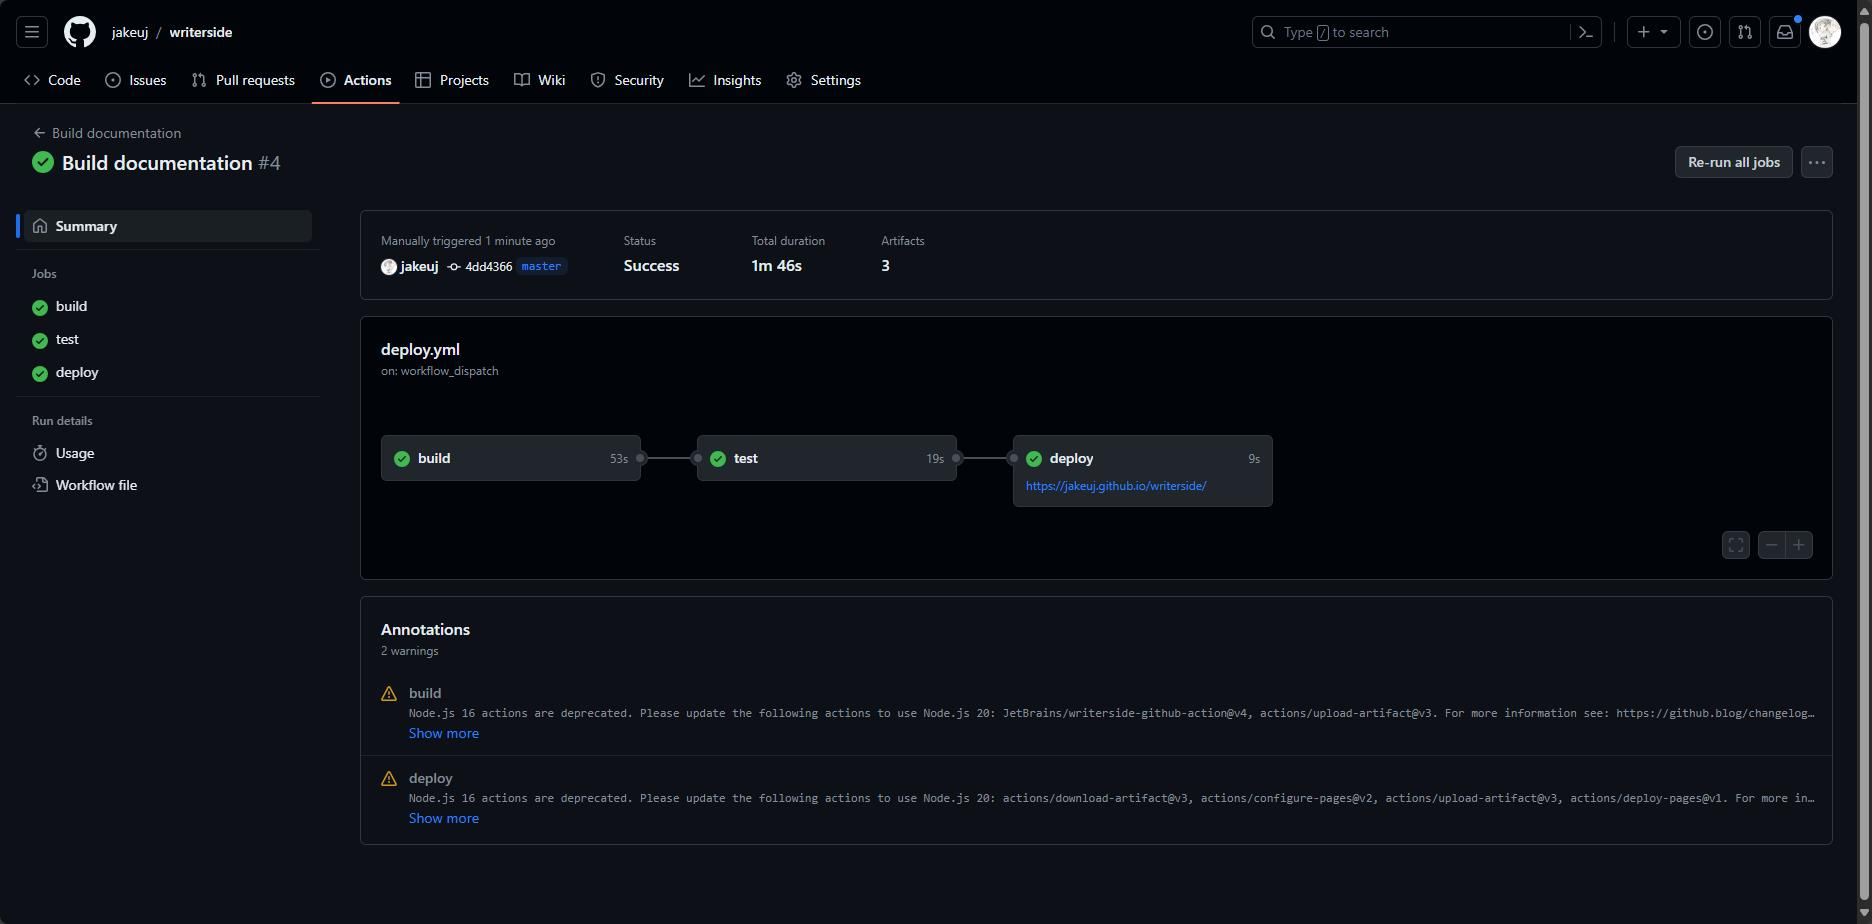 jakeuj / writerside
Type / to search
Code Issues Pull requests Actions Projects Wiki Security Insights Settings
Build documentation
Build documentation #4
Re-run all jobs
Summary
Jobs
build
test
deploy
Run details
Usage
Workflow file
Manually triggered 1 minute ago
jakeuj 4dd4366 master
Status
Success
Total duration
1m 46s
Artifacts
3
deploy.yml
on: workflow_dispatch
build 53s
test 19s
deploy 9s
https://jakeuj.github.io/writerside/
Annotations
2 warnings
build
Node.js 16 actions are deprecated. Please update the following actions to use Node.js 20: JetBrains/writerside-github-action@v4, actions/upload-artifact@v3. For more information see: https://github.blog/changelog…
Show more
deploy
Node.js 16 actions are deprecated. Please update the following actions to use Node.js 20: actions/download-artifact@v3, actions/configure-pages@v2, actions/upload-artifact@v3, actions/deploy-pages@v1. For more in…
Show more